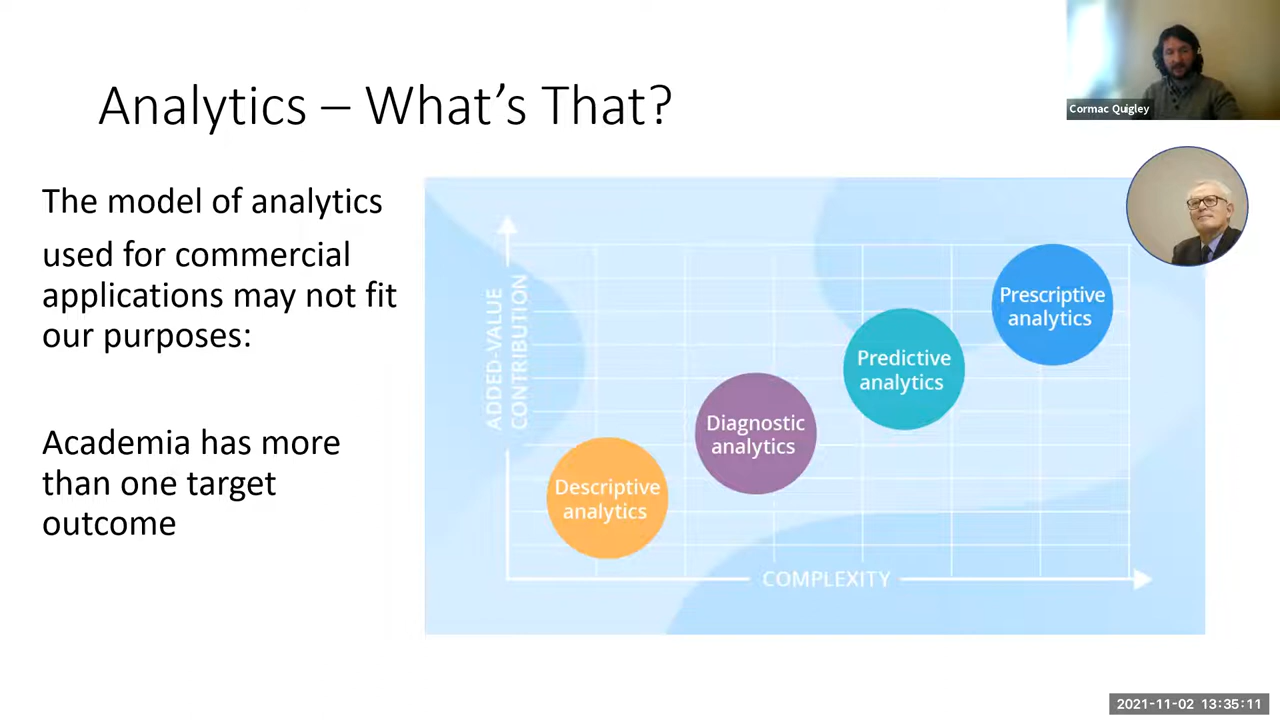 Analytics – What's That?
Cormac Quigley
The model of analytics
used for commercial
applications may not fit
our purposes:
Academia has more
than one target
outcome
ADDED-VALUE
CONTRIBUTION
Prescriptive
analytics
Predictive
analytics
Diagnostic
analytics
Descriptive
analytics
COMPLEXITY
2021-11-02 13:35:11